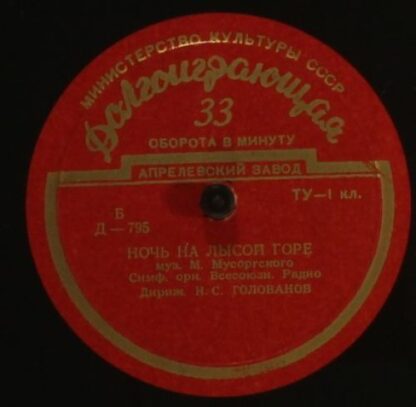 МИНИСТЕРСТВО КУЛЬТУРЫ СССР
Долгоиграющая
33
ОБОРОТА В МИНУТУ
АПРЕЛЕВСКИЙ ЗАВОД
ТУ—1 кл.
Б
Д—795
НОЧЬ НА ЛЫСОЙ ГОРЕ
муз. М. Мусоргского
Симф. орк. Всесоюзн. Радио
Дириж. Н. С. ГОЛОВАНОВ